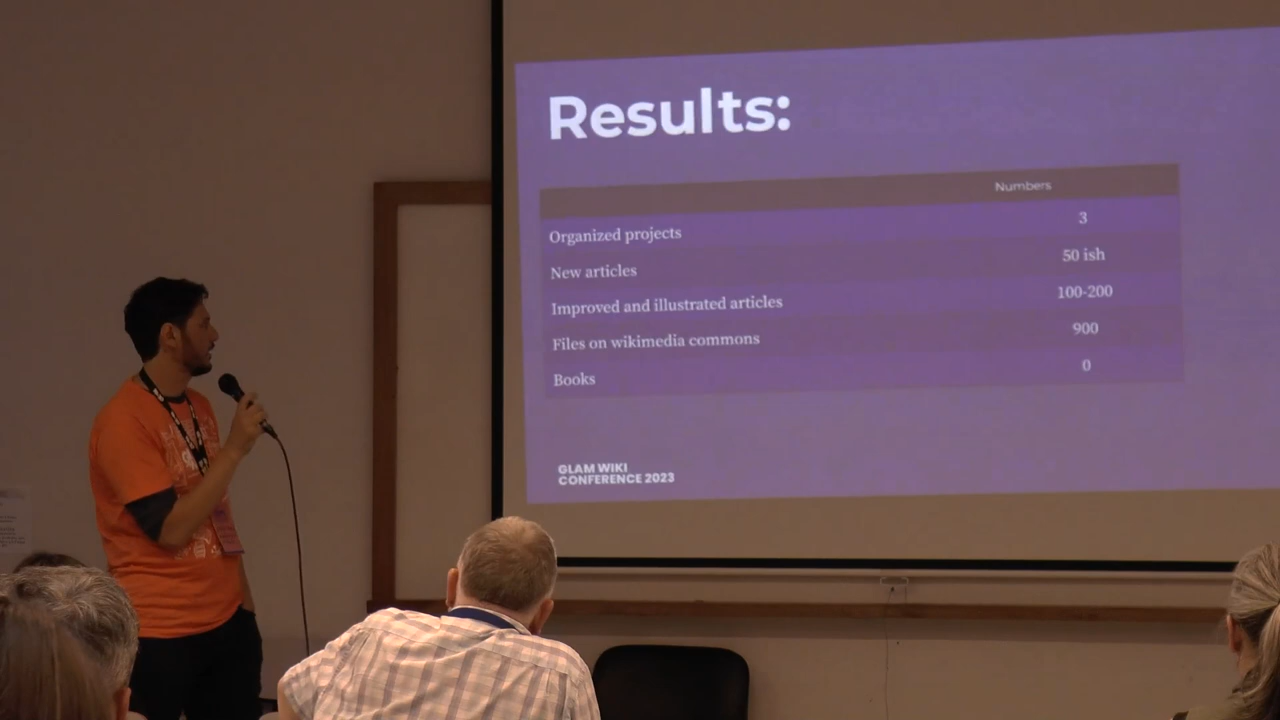 Results:
Numbers
Organized projects 3
New articles 50 ish
Improved and illustrated articles 100-200
Files on wikimedia commons 900
Books 0
GLAM WIKI
CONFERENCE 2023